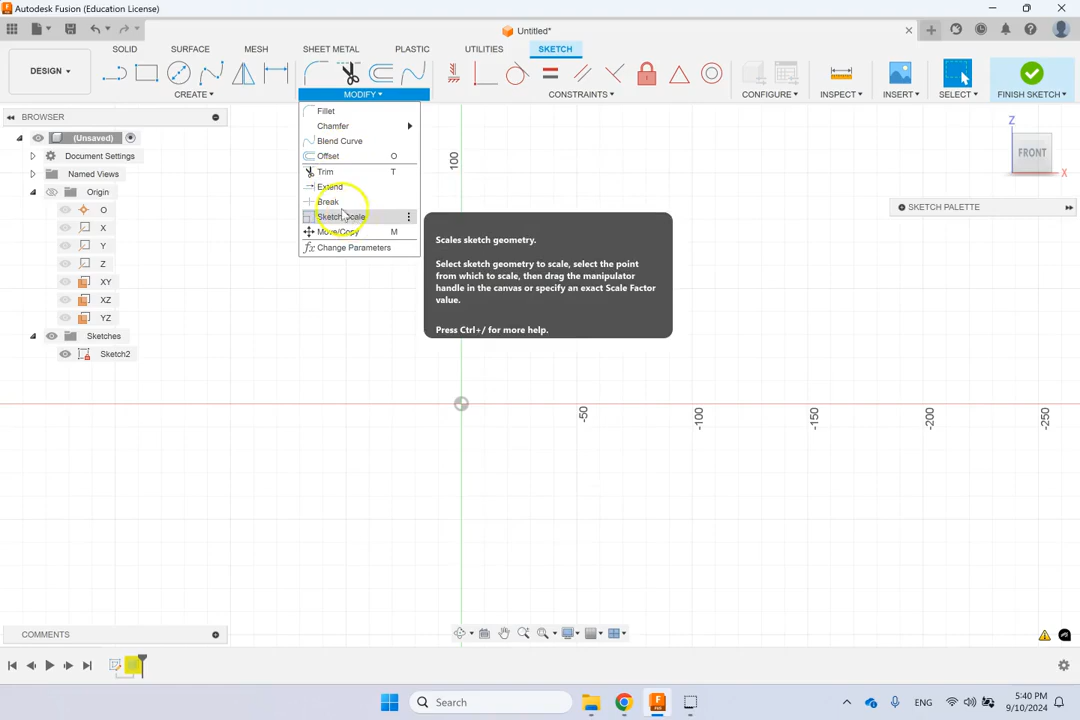 Autodesk Fusion (Education License)
Untitled*
DESIGN
SOLID
SURFACE
MESH
SHEET METAL
PLASTIC
UTILITIES
SKETCH
CREATE
MODIFY
CONSTRAINTS
CONFIGURE
INSPECT
INSERT
SELECT
FINISH SKETCH
BROWSER
(Unsaved)
Document Settings
Named Views
Origin
O
X
Y
Z
XY
XZ
YZ
Sketches
Sketch2
Fillet
Chamfer
Blend Curve
Offset O
Trim T
Extend
Break
Sketch Scale
Move/Copy M
fx Change Parameters
Scales sketch geometry.
Select sketch geometry to scale, select the point
from which to scale, then drag the manipulator
handle in the canvas or specify an exact Scale Factor
value.
Press Ctrl+/ for more help.
100
Z
FRONT
X
SKETCH PALETTE
-50
-100
-150
-200
-250
COMMENTS
Search
ENG
5:40 PM
9/10/2024